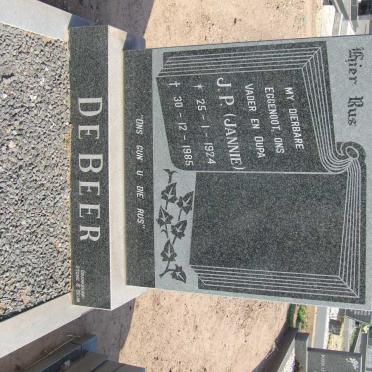 Hier Rus
MY DIERBARE
EGGENOOT, ONS
VADER EN OUPA
J. P. (JANNIE)
* 25 - 1 - 1924
† 30 - 12 - 1985
"ONS GUN U DIE RUS"
DE BEER